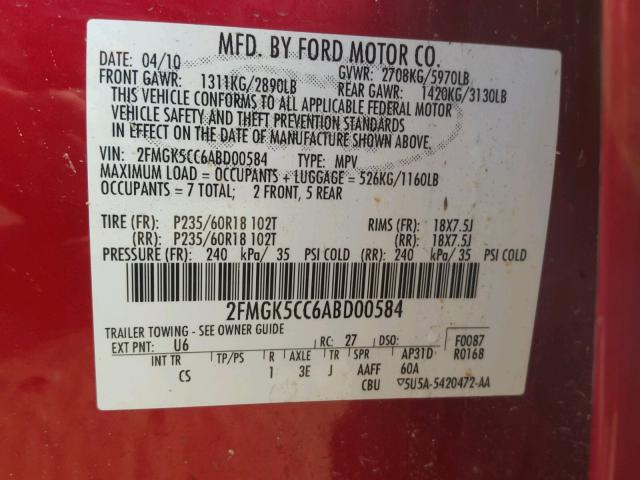 MFD. BY FORD MOTOR CO.
DATE: 04/10 GVWR: 2708KG/5970LB
FRONT GAWR: 1311KG/2890LB REAR GAWR: 1420KG/3130LB
THIS VEHICLE CONFORMS TO ALL APPLICABLE FEDERAL MOTOR
VEHICLE SAFETY AND THEFT PREVENTION STANDARDS
IN EFFECT ON THE DATE OF MANUFACTURE SHOWN ABOVE.
VIN: 2FMGK5CC6ABD00584 TYPE: MPV
MAXIMUM LOAD = OCCUPANTS + LUGGAGE = 526KG/1160LB
OCCUPANTS = 7 TOTAL; 2 FRONT, 5 REAR
TIRE (FR): P235/60R18 102T RIMS (FR): 18X7.5J
(RR): P235/60R18 102T (RR): 18X7.5J
PRESSURE (FR): 240 kPa/ 35 PSI COLD (RR): 240 kPa/ 35 PSI COLD
2FMGK5CC6ABD00584
TRAILER TOWING - SEE OWNER GUIDE
EXT PNT: U6 RC: 27 DSO: F0087
INT TR TP/PS R AXLE TR SPR AP31D R0168
CS 1 3E J AAFF 60A
CBU 5U5A-5420472-AA